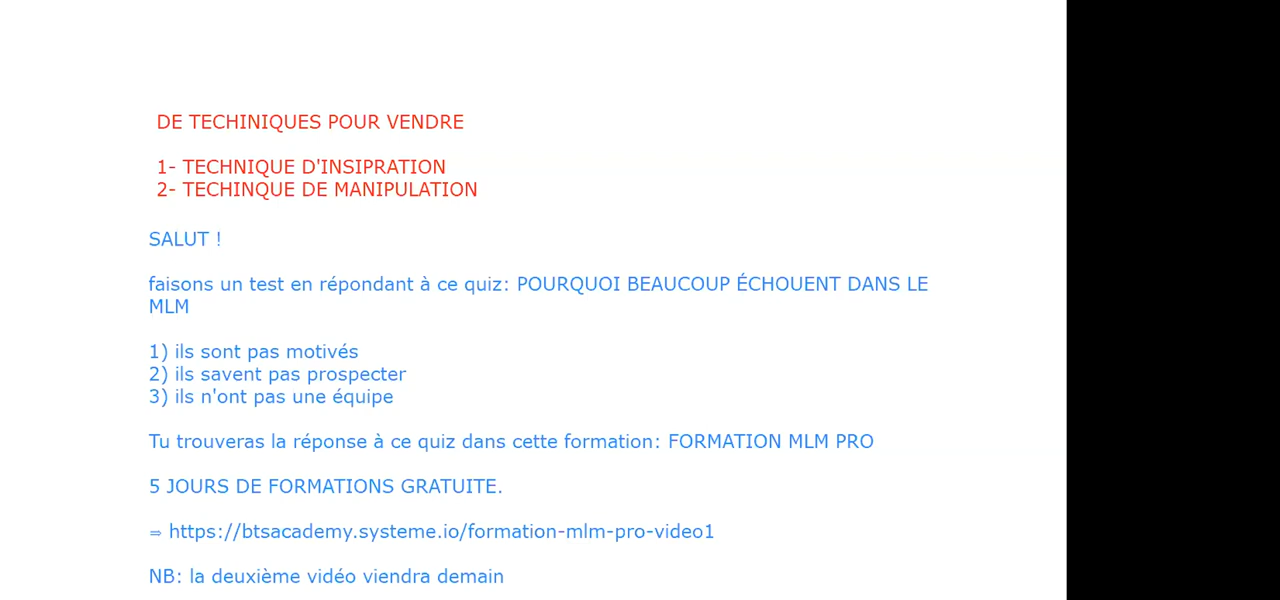 DE TECHINIQUES POUR VENDRE
1- TECHNIQUE D'INSIPRATION
2- TECHINQUE DE MANIPULATION
SALUT !
faisons un test en répondant à ce quiz: POURQUOI BEAUCOUP ÉCHOUENT DANS LE
MLM
1) ils sont pas motivés
2) ils savent pas prospecter
3) ils n'ont pas une équipe
Tu trouveras la réponse à ce quiz dans cette formation: FORMATION MLM PRO
5 JOURS DE FORMATIONS GRATUITE.
⇒ https://btsacademy.systeme.io/formation-mlm-pro-video1
NB: la deuxième vidéo viendra demain